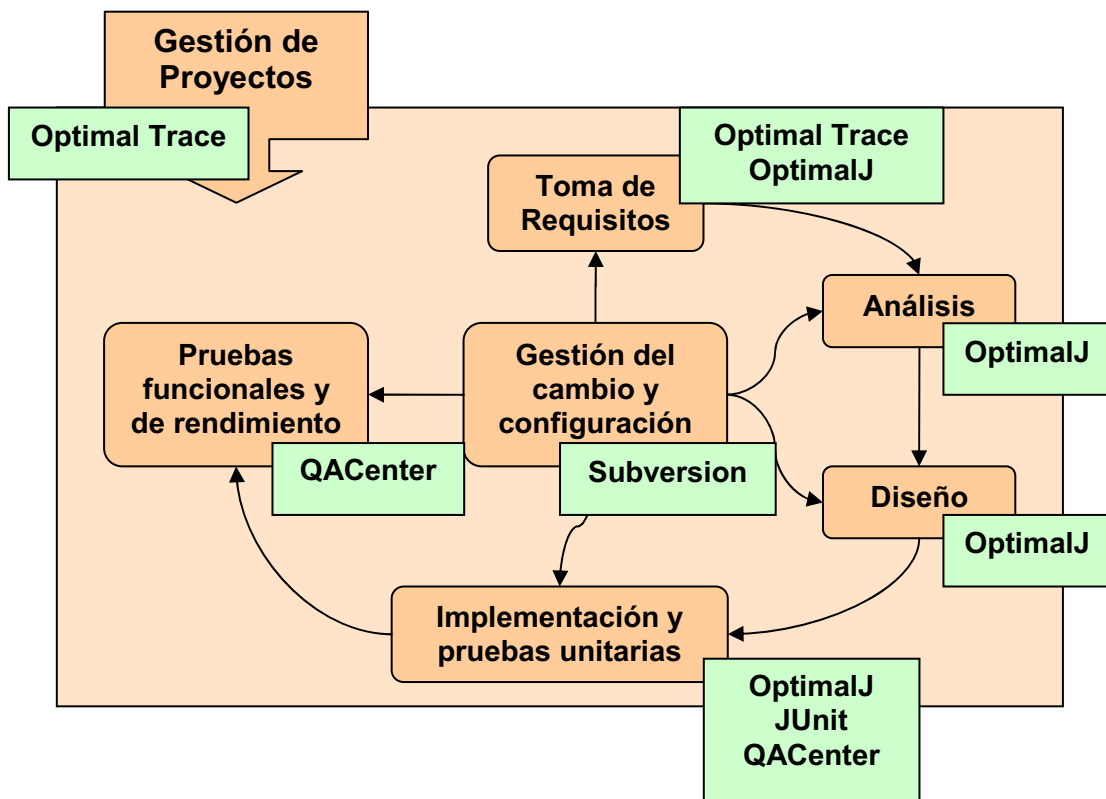 Gestión de
Proyectos
Optimal Trace
Optimal Trace
OptimalJ
Toma de
Requisitos
Análisis
OptimalJ
Pruebas
funcionales y
de rendimiento
QACenter
Gestión del
cambio y
configuración
Subversion
Diseño
OptimalJ
Implementación y
pruebas unitarias
OptimalJ
JUnit
QACenter